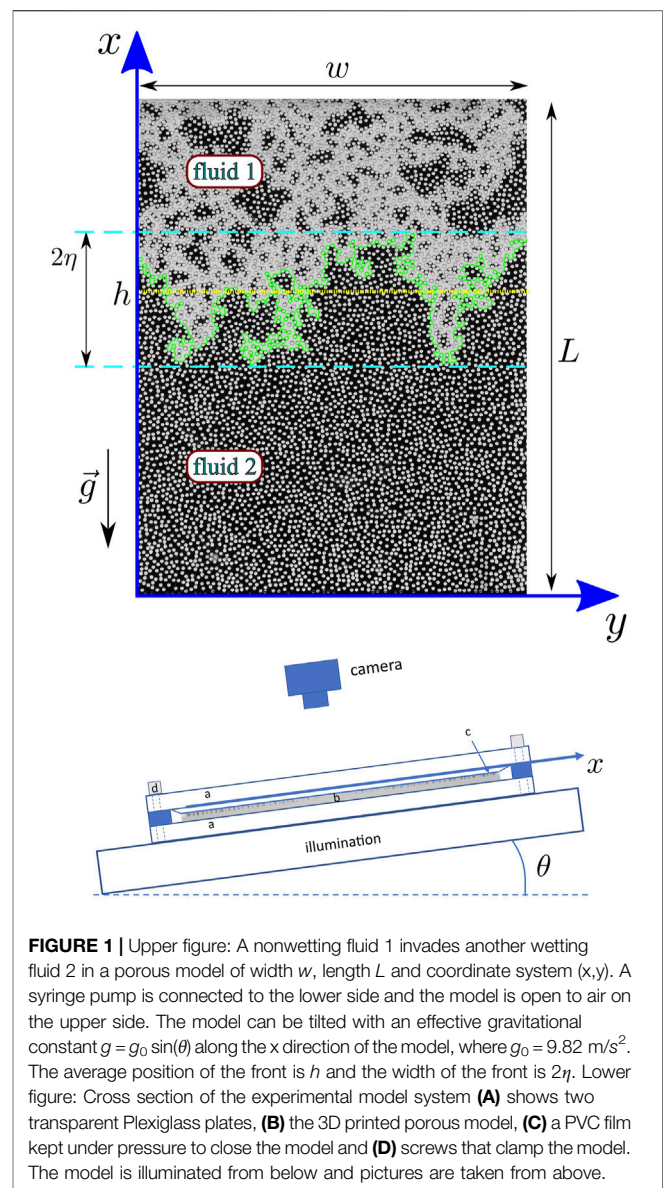 x
w
fluid 1
2η
h
L
fluid 2
g⃗
y
camera
c
x
d
a
b
a
illumination
θ
FIGURE 1 | Upper figure: A nonwetting fluid 1 invades another wetting
fluid 2 in a porous model of width w, length L and coordinate system (x,y). A
syringe pump is connected to the lower side and the model is open to air on
the upper side. The model can be tilted with an effective gravitational
constant g = g₀ sin(θ) along the x direction of the model, where g₀ = 9.82 m/s².
The average position of the front is h and the width of the front is 2η. Lower
figure: Cross section of the experimental model system (A) shows two
transparent Plexiglass plates, (B) the 3D printed porous model, (C) a PVC film
kept under pressure to close the model and (D) screws that clamp the model.
The model is illuminated from below and pictures are taken from above.